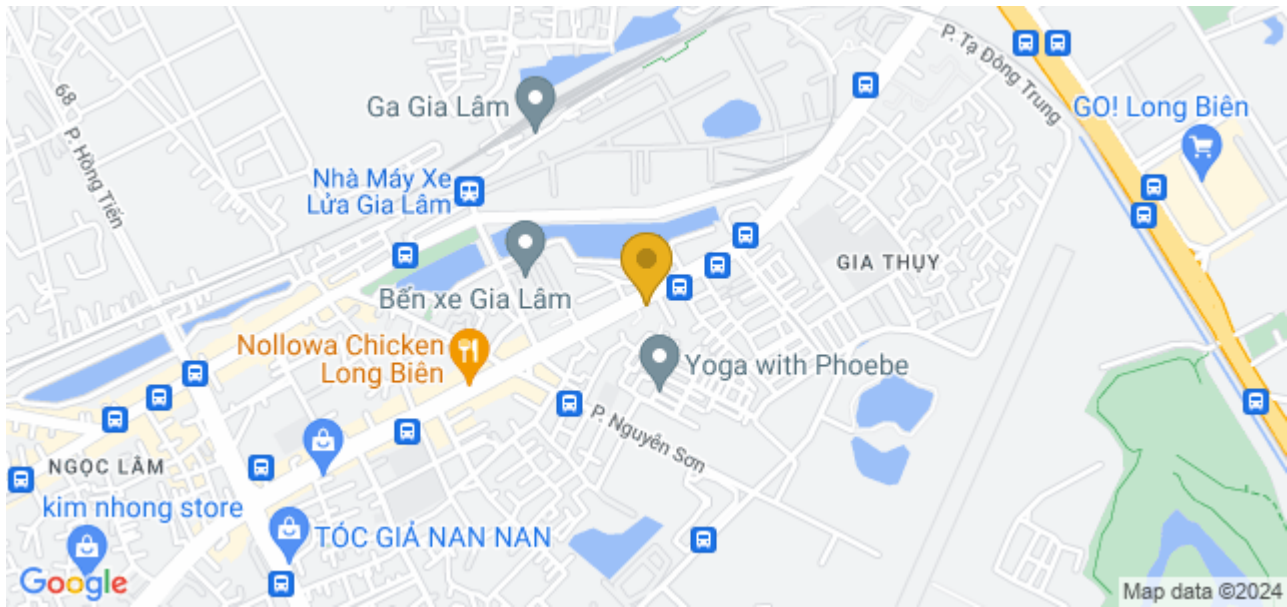 P. Tạ Đông Trung
68
P. Hồng Tiến
Ga Gia Lâm
GO! Long Biên
Nhà Máy Xe
Lửa Gia Lâm
GIA THỤY
Bến xe Gia Lâm
Nollowa Chicken
Long Biên
Yoga with Phoebe
P. Nguyễn Sơn
NGỌC LÂM
kim nhong store
TÓC GIẢ NAN NAN
Google
Map data ©2024